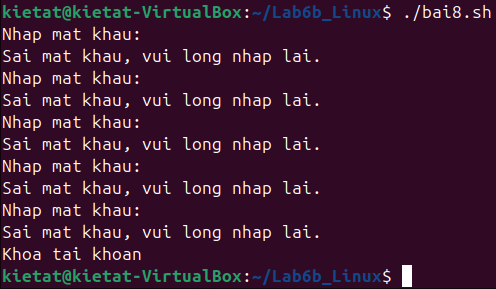 kietat@kietat-VirtualBox:~/Lab6b_Linux$ ./bai8.sh
Nhap mat khau:
Sai mat khau, vui long nhap lai.
Nhap mat khau:
Sai mat khau, vui long nhap lai.
Nhap mat khau:
Sai mat khau, vui long nhap lai.
Nhap mat khau:
Sai mat khau, vui long nhap lai.
Nhap mat khau:
Sai mat khau, vui long nhap lai.
Khoa tai khoan
kietat@kietat-VirtualBox:~/Lab6b_Linux$